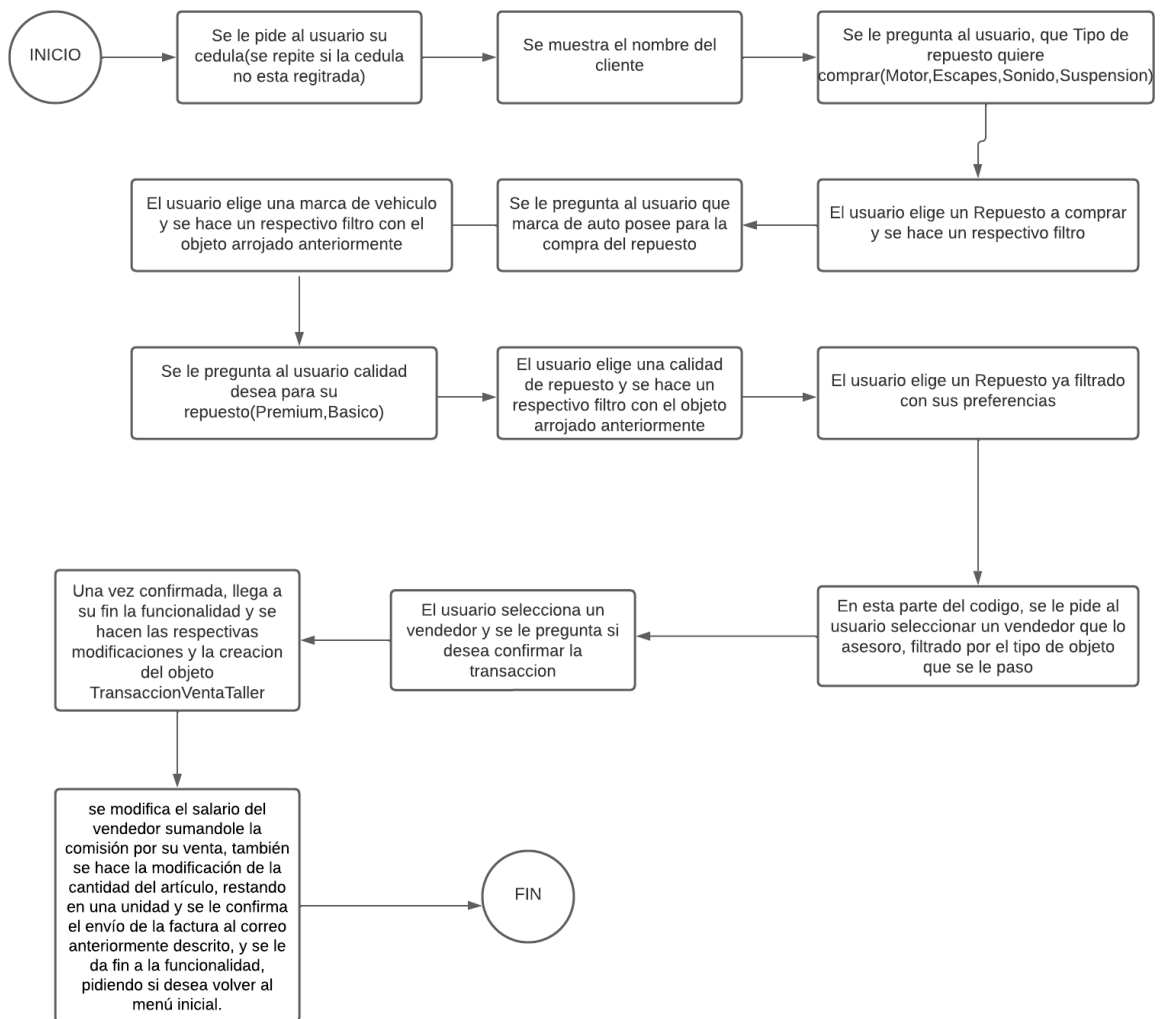 INICIO
Se le pide al usuario su
cedula(se repite si la cedula
no esta regitrada)
Se muestra el nombre del
cliente
Se le pregunta al usuario, que Tipo de
repuesto quiere
comprar(Motor,Escapes,Sonido,Suspension)
El usuario elige un Repuesto a comprar
y se hace un respectivo filtro
Se le pregunta al usuario que
marca de auto posee para la
compra del repuesto
El usuario elige una marca de vehiculo
y se hace un respectivo filtro con el
objeto arrojado anteriormente
Se le pregunta al usuario calidad
desea para su
repuesto(Premium,Basico)
El usuario elige una calidad
de repuesto y se hace un
respectivo filtro con el objeto
arrojado anteriormente
El usuario elige un Repuesto ya filtrado
con sus preferencias
En esta parte del codigo, se le pide al
usuario seleccionar un vendedor que lo
asesoro, filtrado por el tipo de objeto
que se le paso
El usuario selecciona un
vendedor y se le pregunta si
desea confirmar la
transaccion
Una vez confirmada, llega a
su fin la funcionalidad y se
hacen las respectivas
modificaciones y la creacion
del objeto
TransaccionVentaTaller
se modifica el salario del
vendedor sumandole la
comisión por su venta, también
se hace la modificación de la
cantidad del artículo, restando
en una unidad y se le confirma
el envío de la factura al correo
anteriormente descrito, y se le
da fin a la funcionalidad,
pidiendo si desea volver al
menú inicial.
FIN